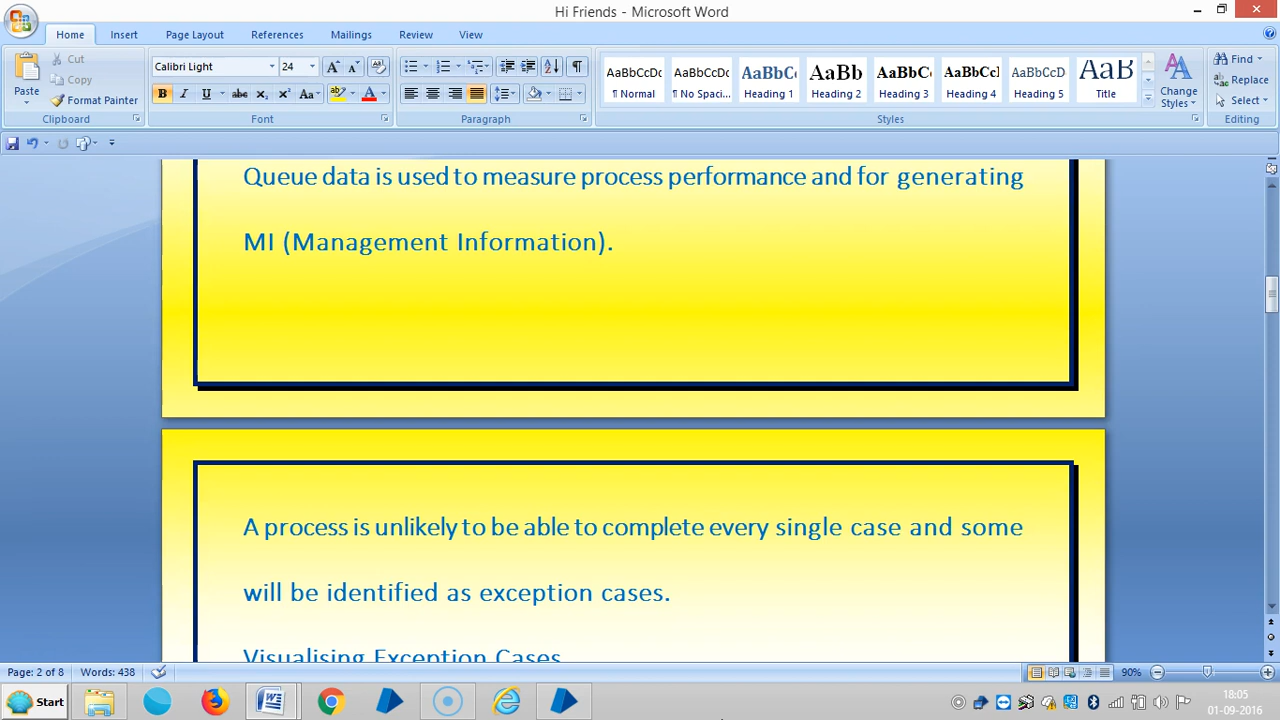 Hi Friends - Microsoft Word
Home Insert Page Layout References Mailings Review View
Paste
Cut
Copy
Format Painter
Clipboard
Calibri Light 24
B I U abc x₂ x² Aa A
Font
Paragraph
AaBbCcDc AaBbCcDc AaBbC AaBb AaBbC AaBbCcI AaBbCcD AaB
¶ Normal ¶ No Spaci... Heading 1 Heading 2 Heading 3 Heading 4 Heading 5 Title
Change Styles
Styles
Find
Replace
Select
Editing
Queue data is used to measure process performance and for generating
MI (Management Information).
A process is unlikely to be able to complete every single case and some
will be identified as exception cases.
Visualising Exception Cases
Page: 2 of 8 Words: 438 90%
Start
18:05
01-09-2016